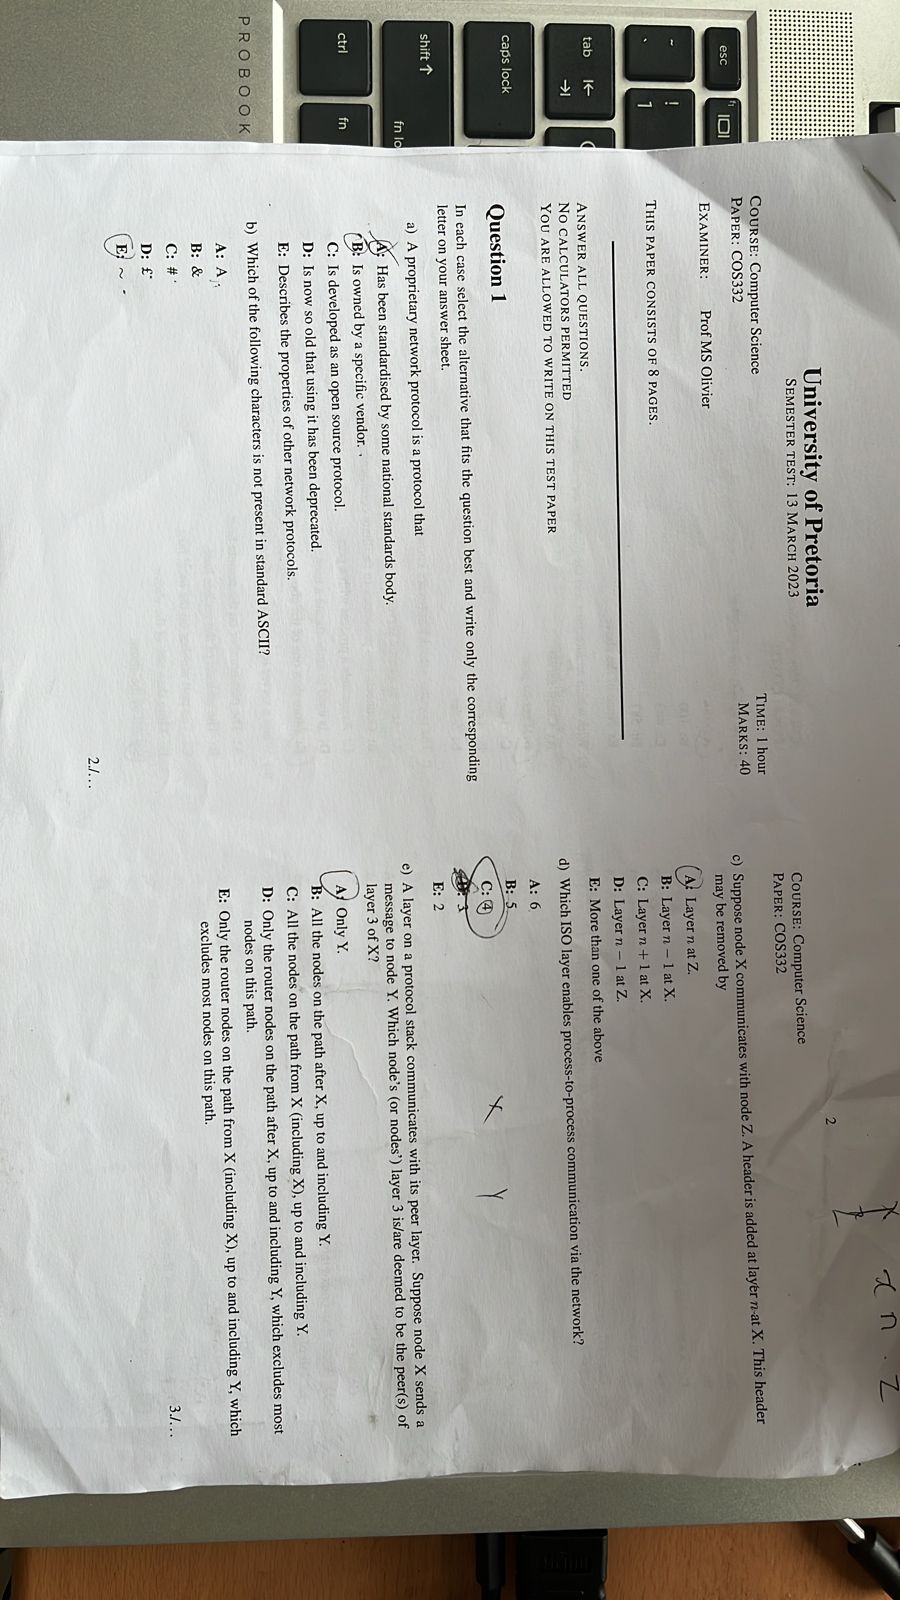 University of Pretoria
SEMESTER TEST: 13 MARCH 2023
COURSE: Computer Science
TIME: 1 hour
PAPER: COS332
MARKS: 40
EXAMINER: Prof MS Olivier
THIS PAPER CONSISTS OF 8 PAGES.
ANSWER ALL QUESTIONS.
NO CALCULATORS PERMITTED
YOU ARE ALLOWED TO WRITE ON THIS TEST PAPER
Question 1
In each case select the alternative that fits the question best and write only the corresponding
letter on your answer sheet.
a) A proprietary network protocol is a protocol that
A: Has been standardised by some national standards body.
B: Is owned by a specific vendor.
C: Is developed as an open source protocol.
D: Is now so old that using it has been deprecated.
E: Describes the properties of other network protocols.
b) Which of the following characters is not present in standard ASCII?
A: A
B: &
C: #
D: £
E: ~
2./...
x n . Z
2
COURSE: Computer Science
PAPER: COS332
c) Suppose node X communicates with node Z. A header is added at layer n at X. This header
may be removed by
A: Layer n at Z.
B: Layer n − 1 at X.
C: Layer n + 1 at X.
D: Layer n − 1 at Z.
E: More than one of the above
d) Which ISO layer enables process-to-process communication via the network?
A: 6
B: 5
C: 4
D: 3
E: 2
X Y
e) A layer on a protocol stack communicates with its peer layer. Suppose node X sends a
message to node Y. Which node's (or nodes') layer 3 is/are deemed to be the peer(s) of
layer 3 of X?
A: Only Y.
B: All the nodes on the path after X, up to and including Y.
C: All the nodes on the path from X (including X), up to and including Y.
D: Only the router nodes on the path after X, up to and including Y, which excludes most
nodes on this path.
E: Only the router nodes on the path from X (including X), up to and including Y, which
excludes most nodes on this path.
3./...
esc
~
!
1
tab
caps lock
shift
fn lo
ctrl
fn
PROBOOK